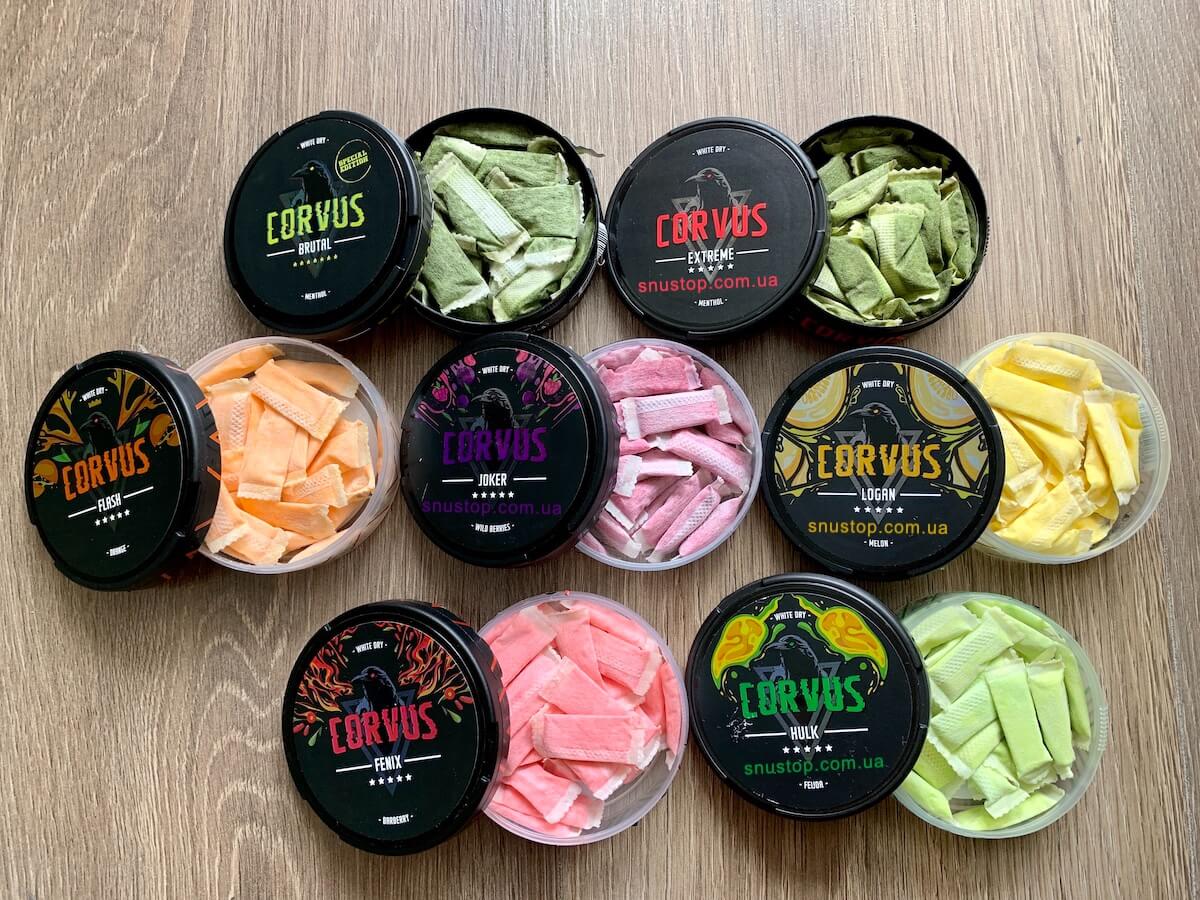 - WHITE DRY -
SPECIAL
EDITION
CORVUS
BRUTAL
- MENTHOL -
- WHITE DRY -
CORVUS
EXTREME
snustop.com.ua
- MENTHOL -
CORVUS
- WHITE DRY -
CORVUS
FLASH
- ORANGE -
- WHITE DRY -
CORVUS
JOKER
snustop.com.ua
- WILD BERRIES -
- WHITE DRY -
CORVUS
LOGAN
snustop.com.ua
- MELON -
- WHITE DRY -
CORVUS
FENIX
- BARBERRY -
- WHITE DRY -
CORVUS
HULK
snustop.com.ua
- FEIJOA -